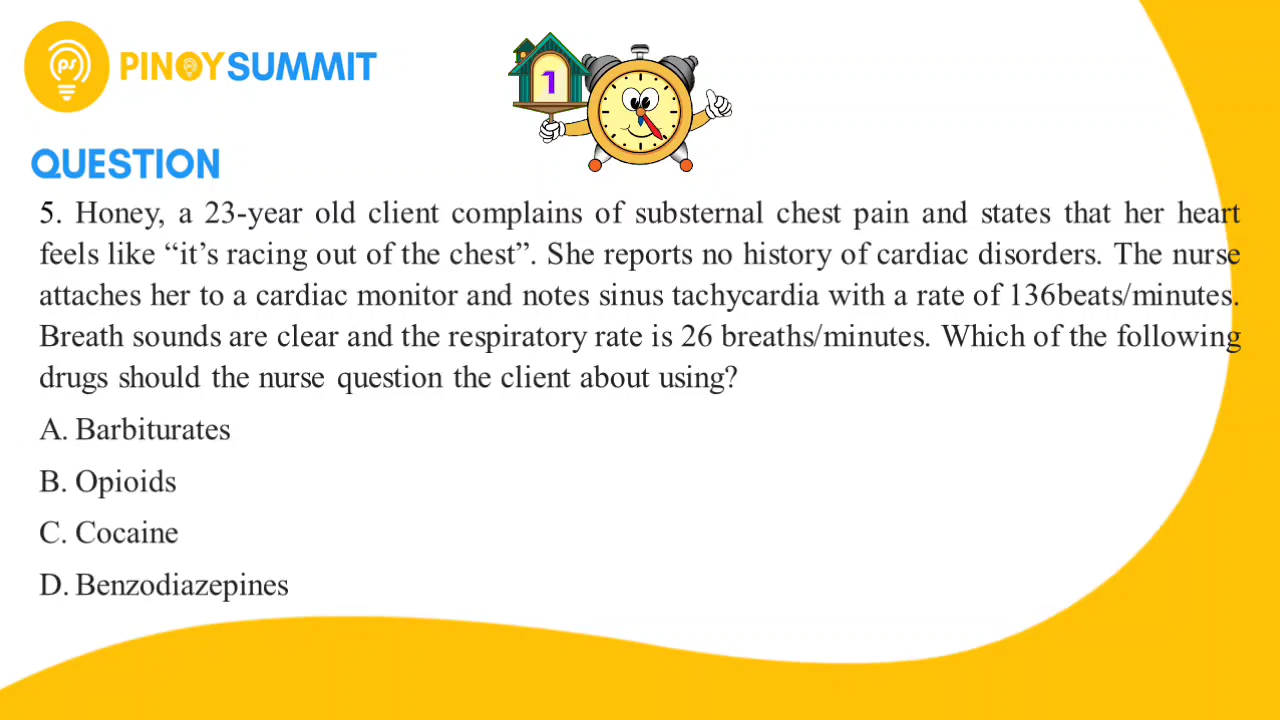 ps PINOYSUMMIT
1
QUESTION
5. Honey, a 23-year old client complains of substernal chest pain and states that her heart
feels like “it’s racing out of the chest”. She reports no history of cardiac disorders. The nurse
attaches her to a cardiac monitor and notes sinus tachycardia with a rate of 136beats/minutes.
Breath sounds are clear and the respiratory rate is 26 breaths/minutes. Which of the following
drugs should the nurse question the client about using?
A. Barbiturates
B. Opioids
C. Cocaine
D. Benzodiazepines